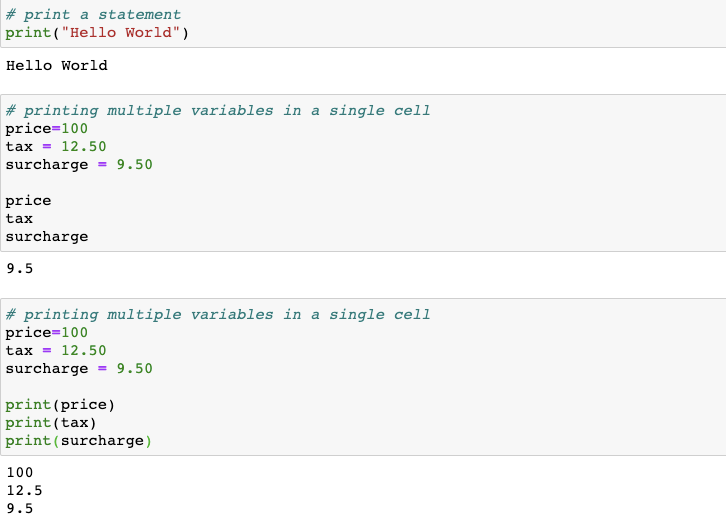 # print a statement
print("Hello World")
Hello World
# printing multiple variables in a single cell
price=100
tax = 12.50
surcharge = 9.50
price
tax
surcharge
9.5
# printing multiple variables in a single cell
price=100
tax = 12.50
surcharge = 9.50
print(price)
print(tax)
print(surcharge)
100
12.5
9.5